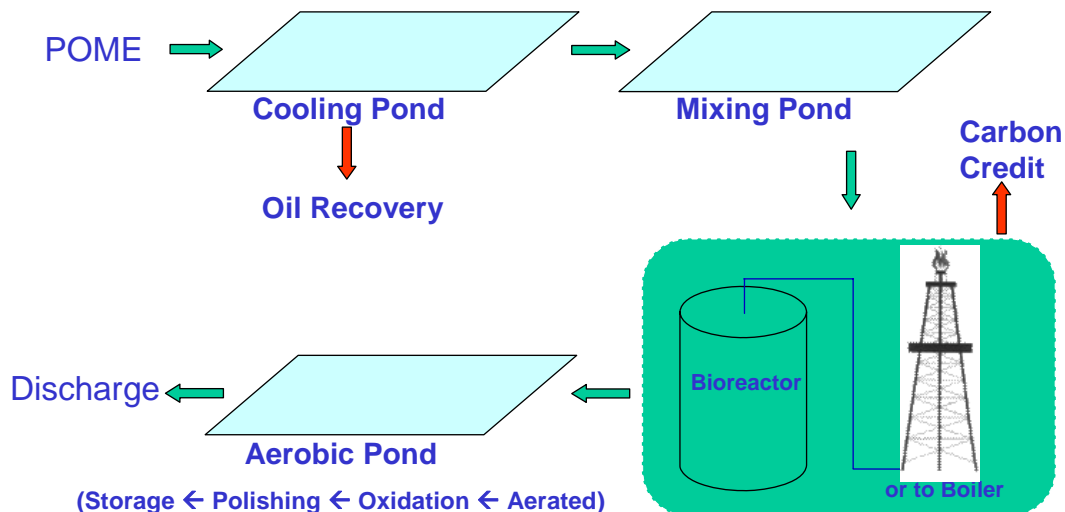 POME
Cooling Pond
Mixing Pond
Carbon
Credit
Oil Recovery
Bioreactor
Discharge
Aerobic Pond
or to Boiler
(Storage ← Polishing ← Oxidation ← Aerated)